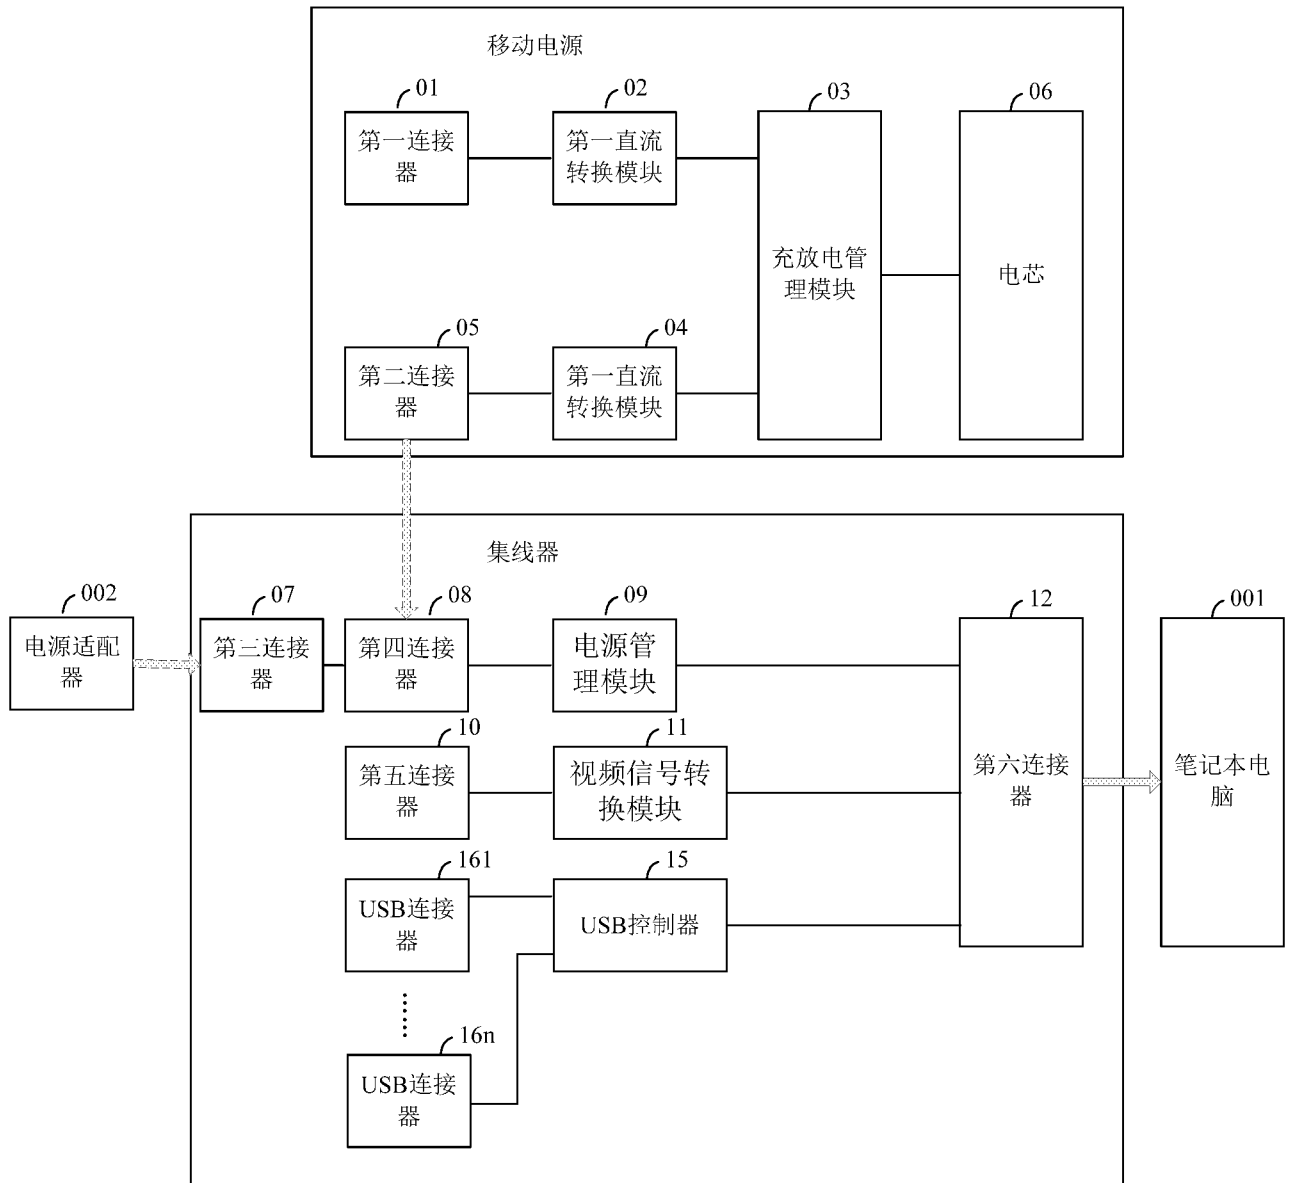 移动电源
01
02
03
06
第一连接
器
第一直流
转换模块
充放电管
理模块
电芯
05
04
第二连接
器
第一直流
转换模块
集线器
002
07
08
09
12
001
电源适配
器
第三连接
器
第四连接
器
电源管
理模块
10
11
第五连接
器
视频信号转
换模块
第六连接
器
笔记本电
脑
161
15
USB连接
器
USB控制器
16n
USB连接
器